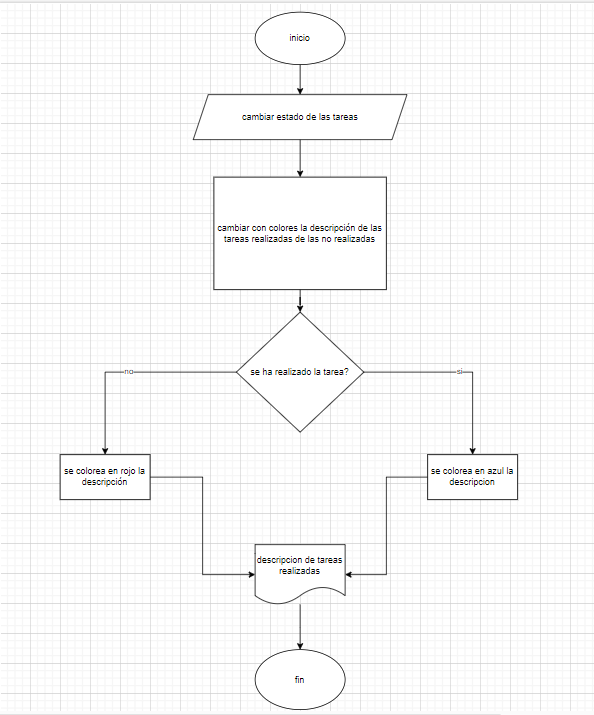 inicio
cambiar estado de las tareas
cambiar con colores la descripción de las
tareas realizadas de las no realizadas
se ha realizado la tarea?
no
si
se colorea en rojo la
descripción
se colorea en azul la
descripcion
descripcion de tareas
realizadas
fin